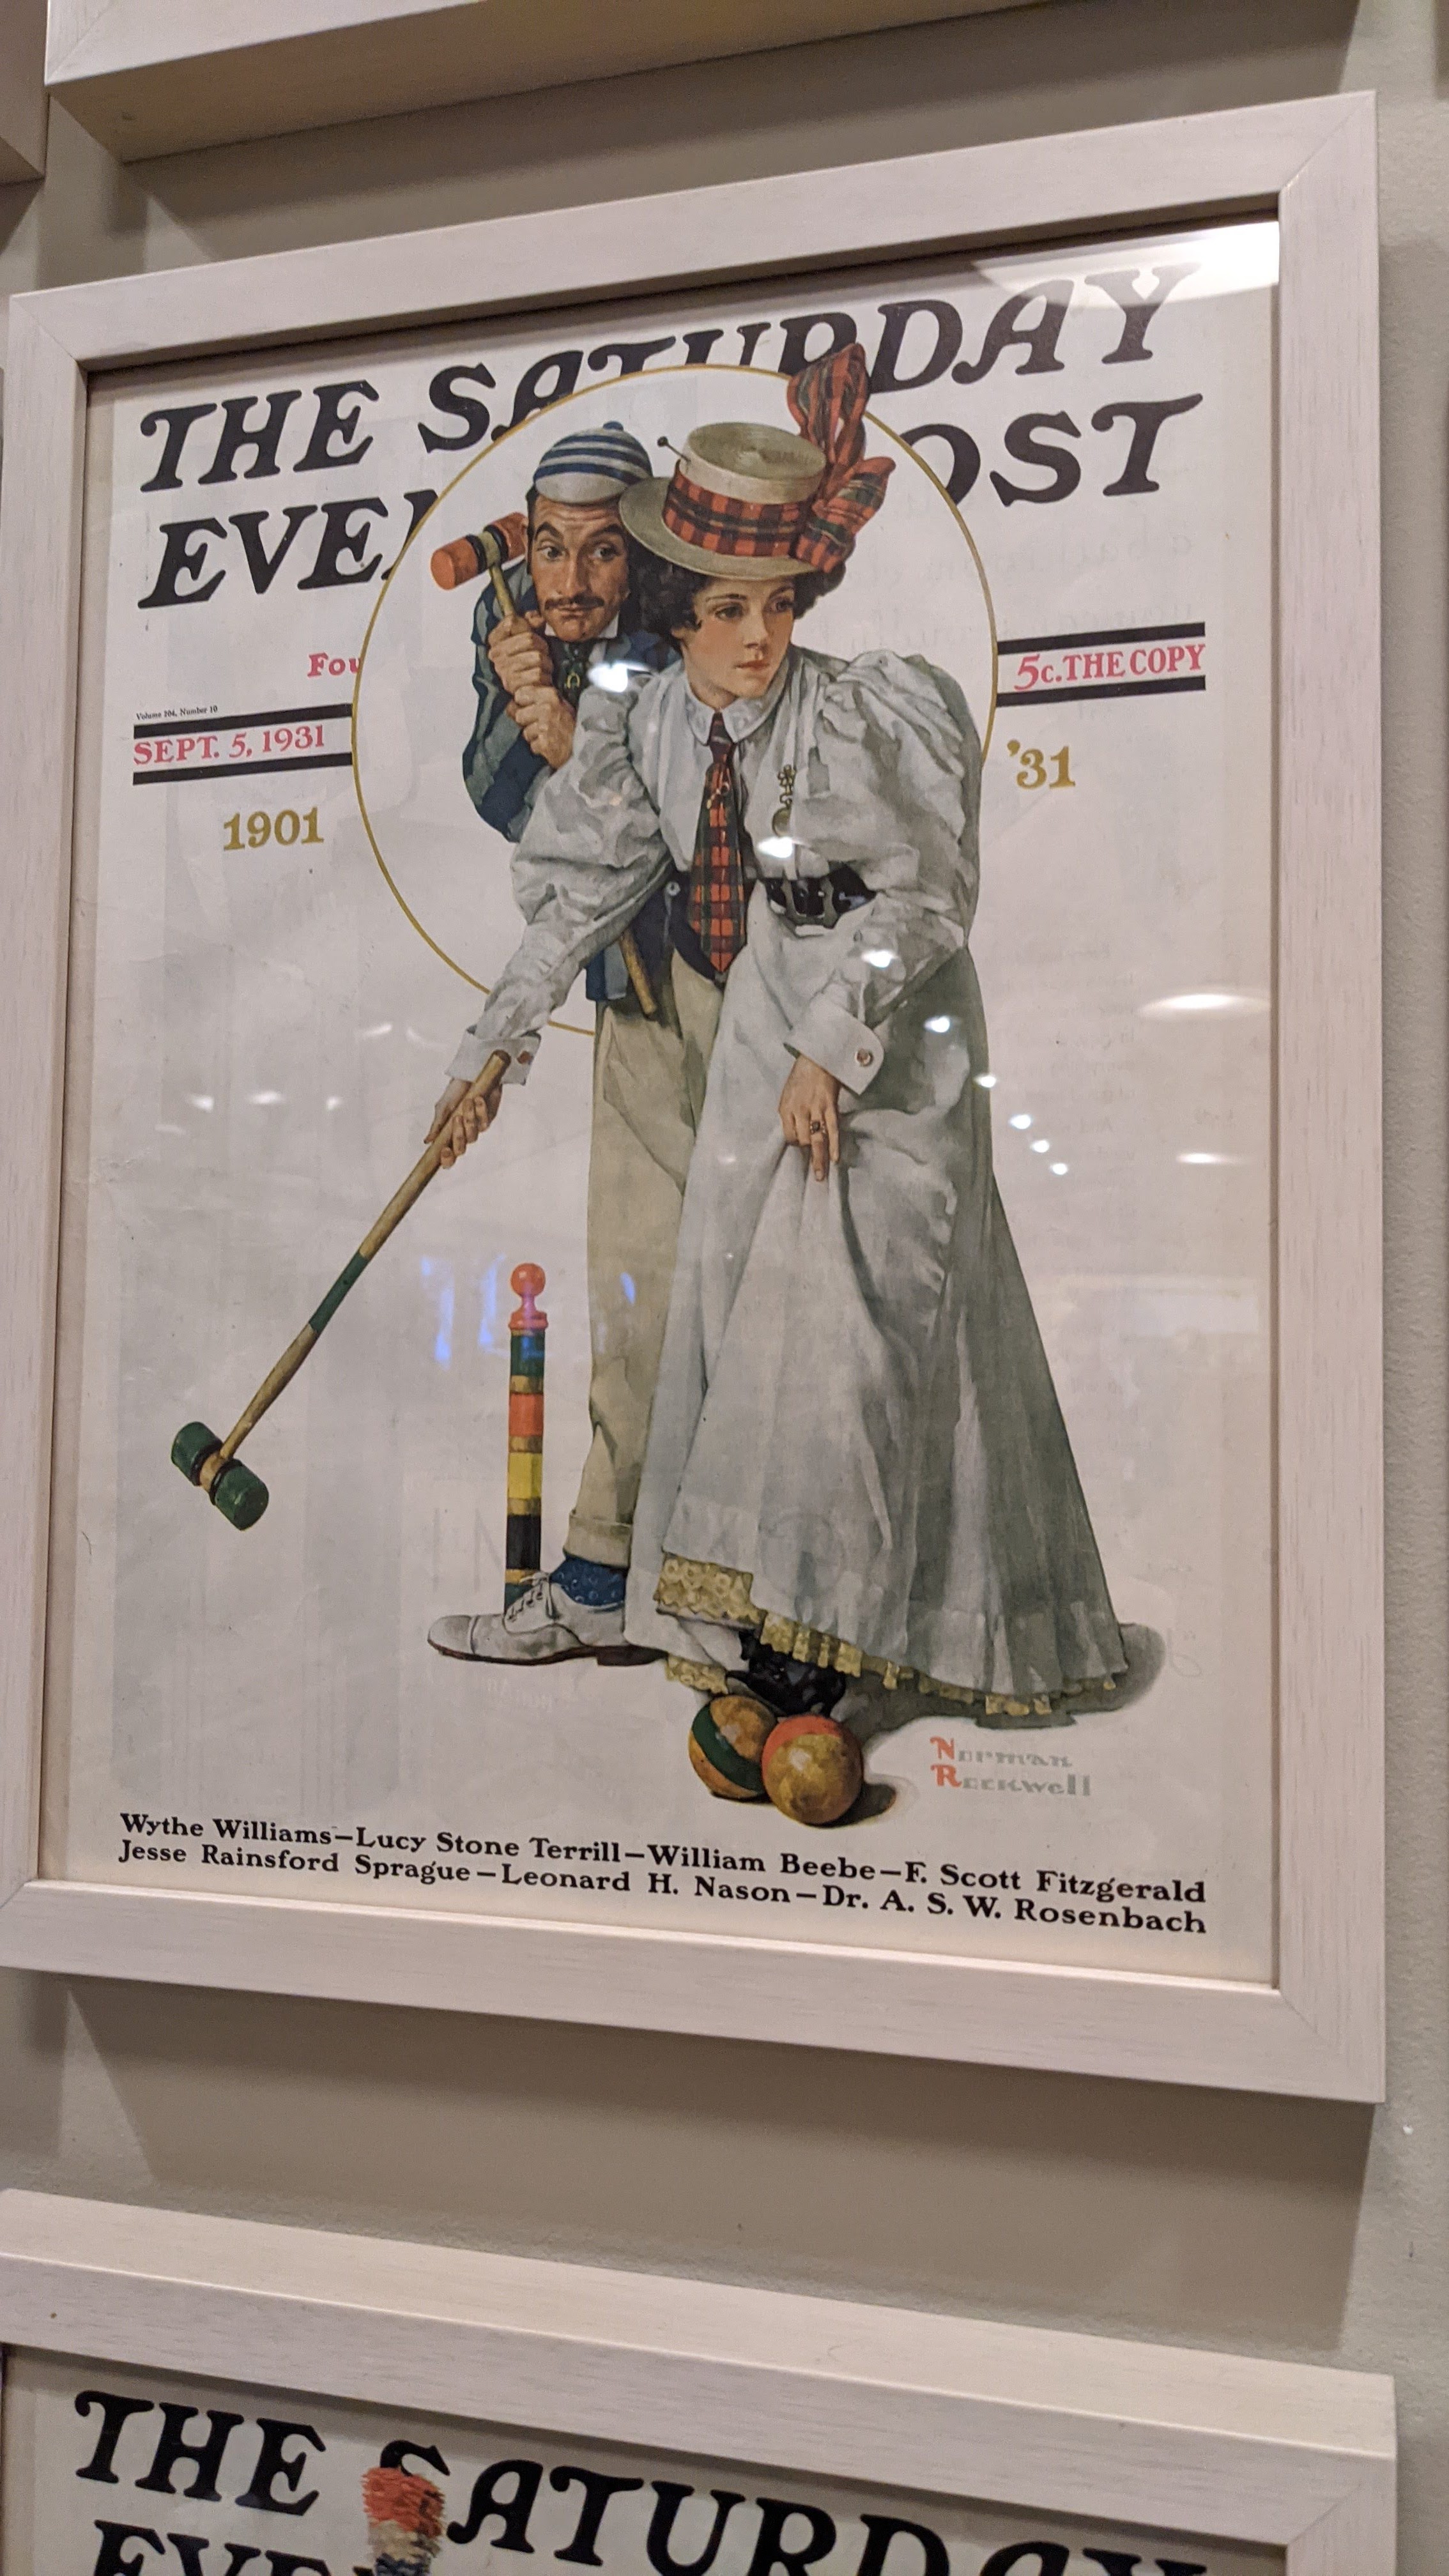 THE SATURDAY
EVE OST
Fou
5c. THE COPY
Volume 204, Number 10
SEPT. 5, 1931
'31
1901
Norman
Rockwell
Wythe Williams—Lucy Stone Terrill—William Beebe—F. Scott Fitzgerald
Jesse Rainsford Sprague—Leonard H. Nason—Dr. A. S. W. Rosenbach
THE SATURDAY
EVE